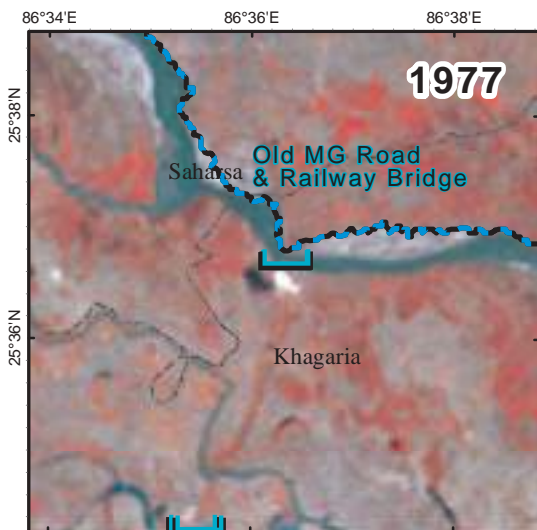 86°34'E 86°36'E 86°38'E
1977
25°38'N
Old MG Road
Saharsa
& Railway Bridge
25°36'N
Khagaria